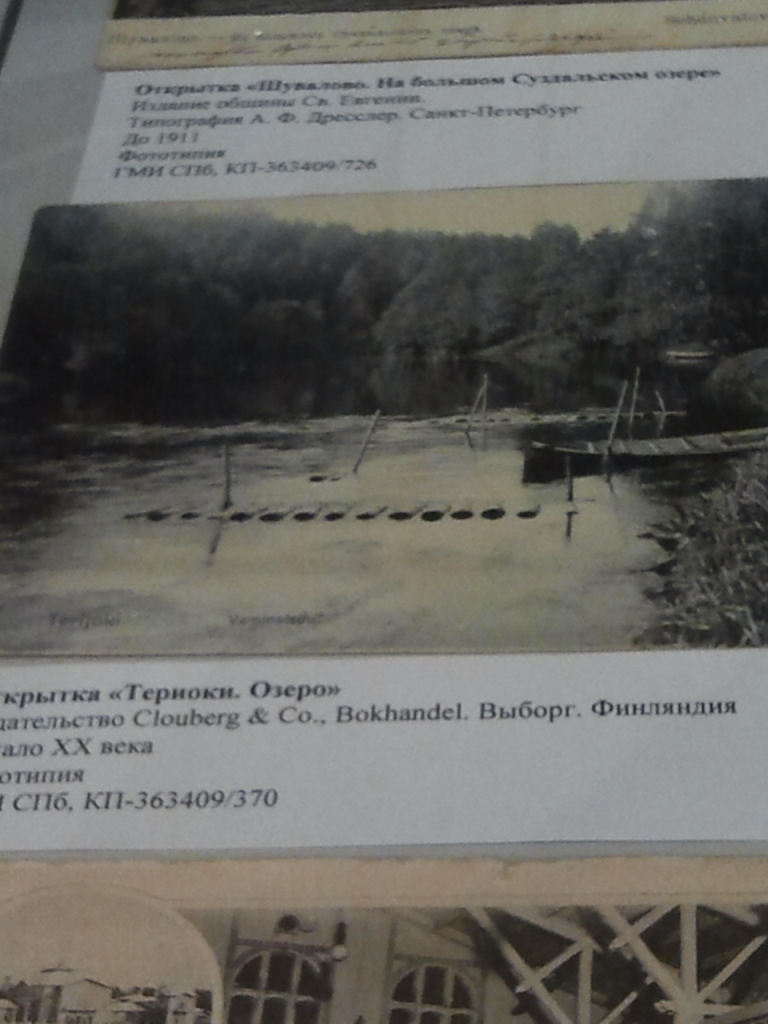 Открытка «Шувалово. На большом Суздальском озере»
Издание общины Св. Евгении.
Типография А. Ф. Дресслер. Санкт-Петербург
До 1911
Фототипия
ГМИ СПб, КП-363409/726
Terijoki
крытка «Териоки. Озеро»
дательство Clouberg & Co., Bokhandel. Выборг. Финляндия
ало XX века
отипия
СПб, КП-363409/370